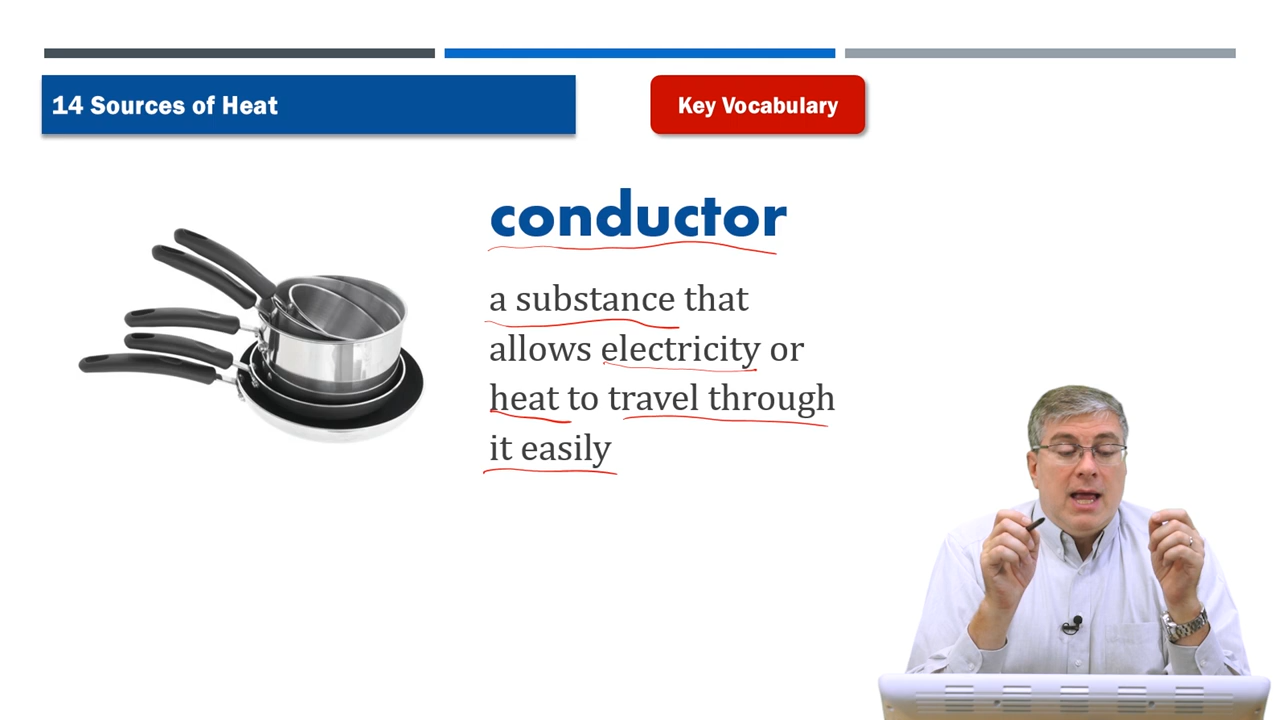 14 Sources of Heat
Key Vocabulary
conductor
a substance that
allows electricity or
heat to travel through
it easily